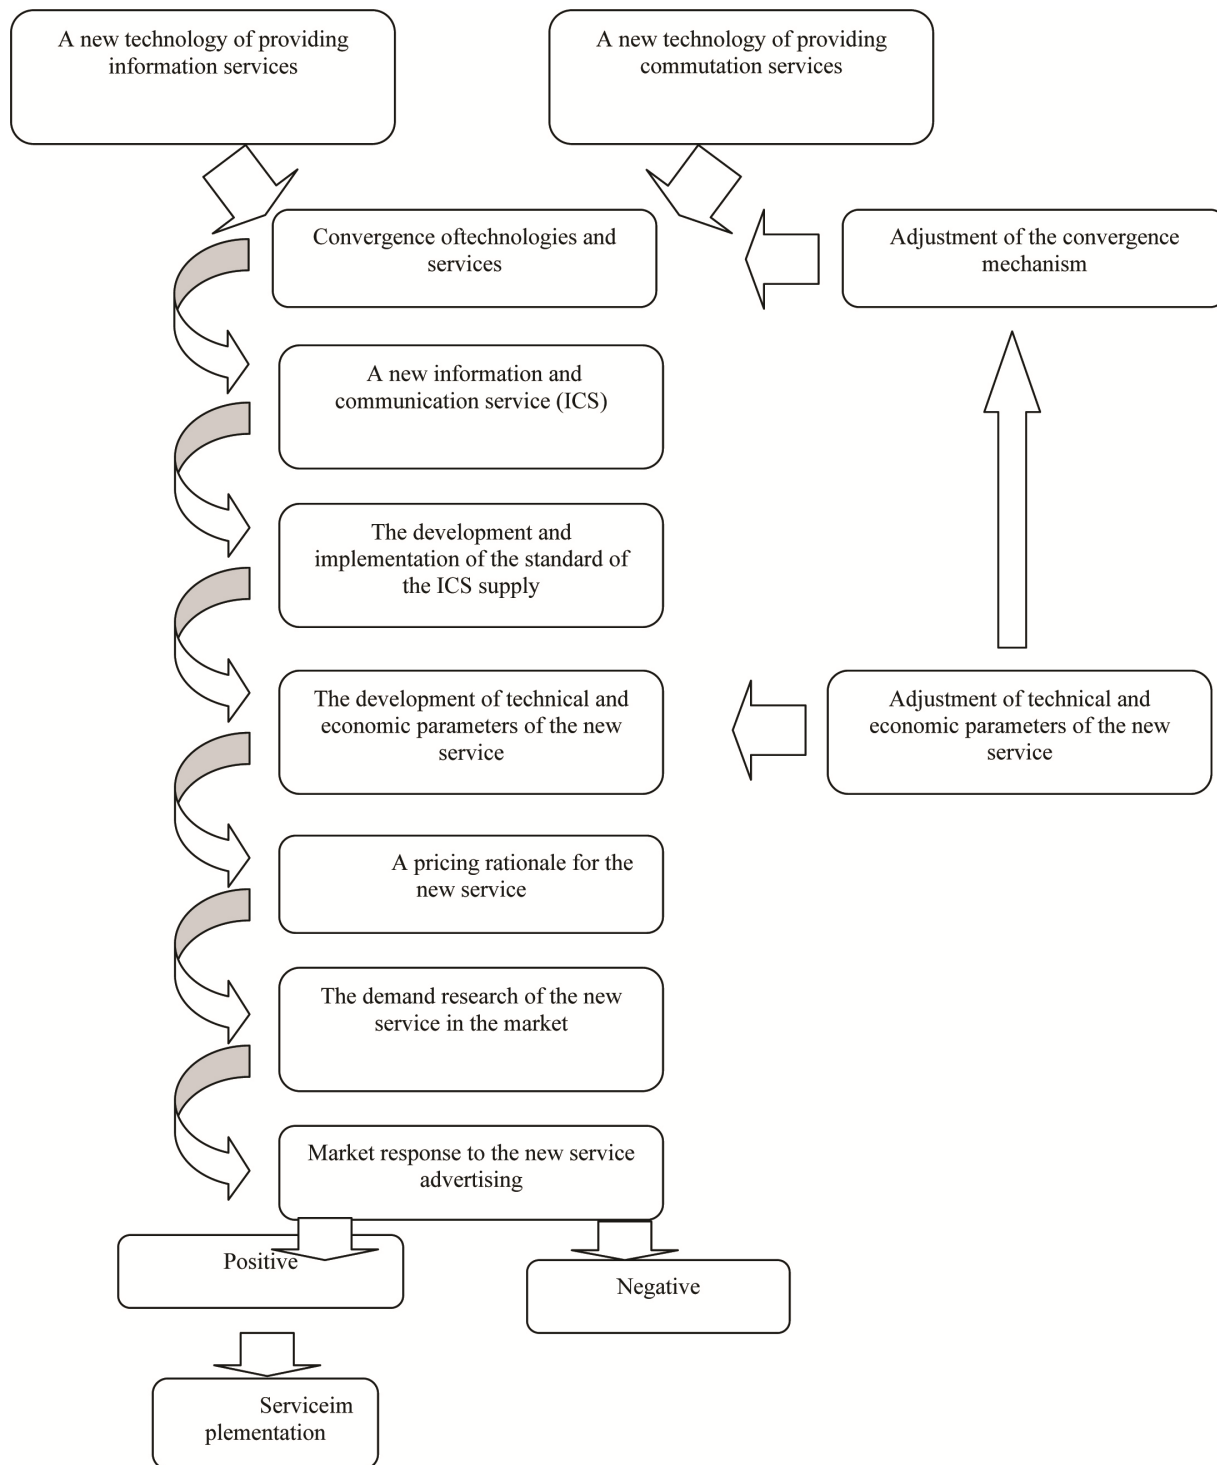 A new technology of providing
information services
A new technology of providing
commutation services
Convergence oftechnologies and
services
Adjustment of the convergence
mechanism
A new information and
communication service (ICS)
The development and
implementation of the standard of
the ICS supply
The development of technical and
economic parameters of the new
service
Adjustment of technical and
economic parameters of the new
service
A pricing rationale for the
new service
The demand research of the new
service in the market
Market response to the new service
advertising
Positive
Negative
Serviceim
plementation